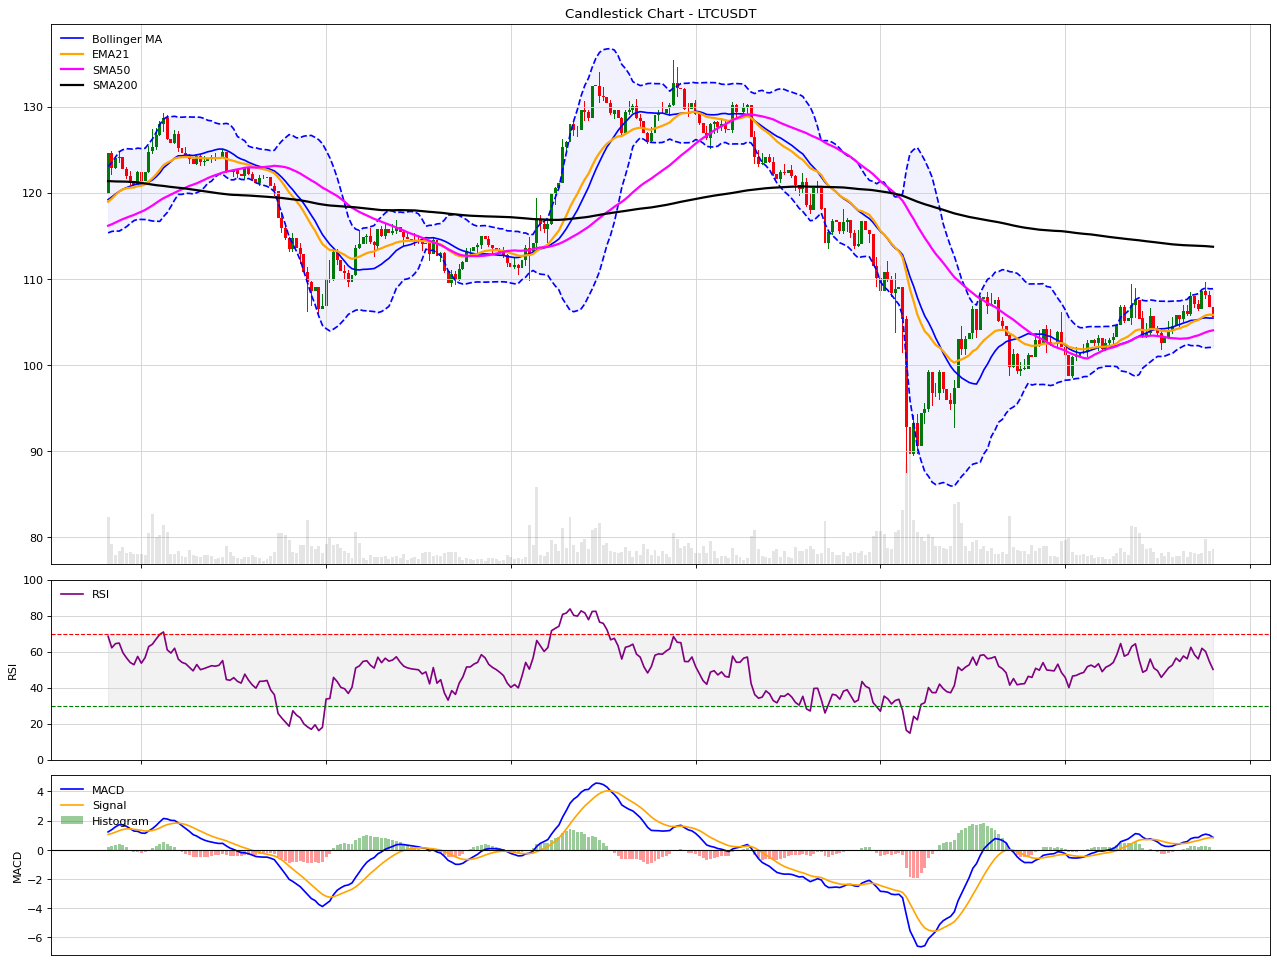 Candlestick Chart - LTCUSDT
Bollinger MA
EMA21
SMA50
SMA200
130
120
110
100
90
80
RSI
100
80
60
40
20
0
RSI
MACD
Signal
Histogram
4
2
0
−2
−4
−6
MACD